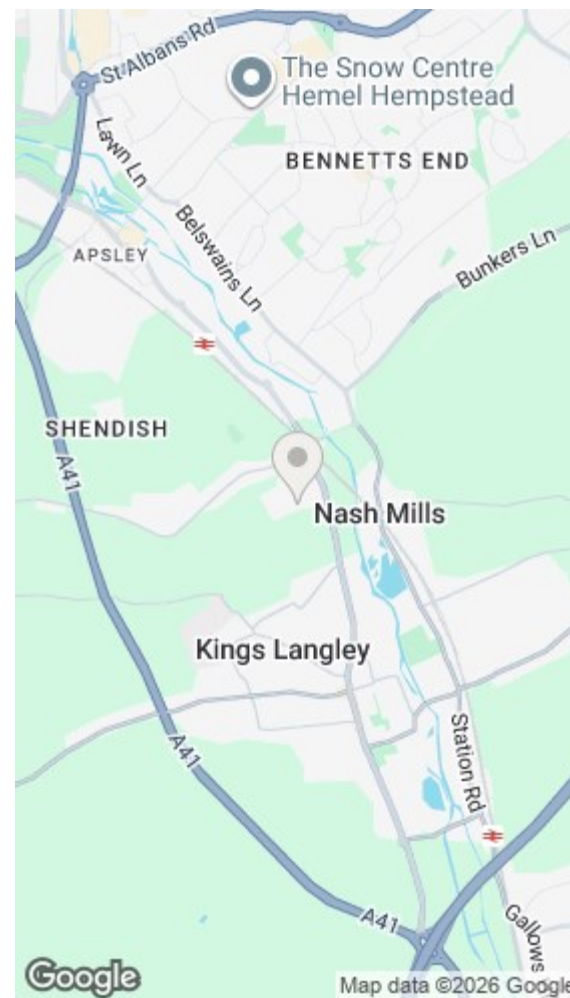 St Albans Rd
The Snow Centre
Hemel Hempstead
Lawn Ln
BENNETTS END
Belswains Ln
Bunkers Ln
APSLEY
SHENDISH
A41
Nash Mills
Kings Langley
A41
Station Rd
A41
Gallows
Google
Map data ©2026 Google